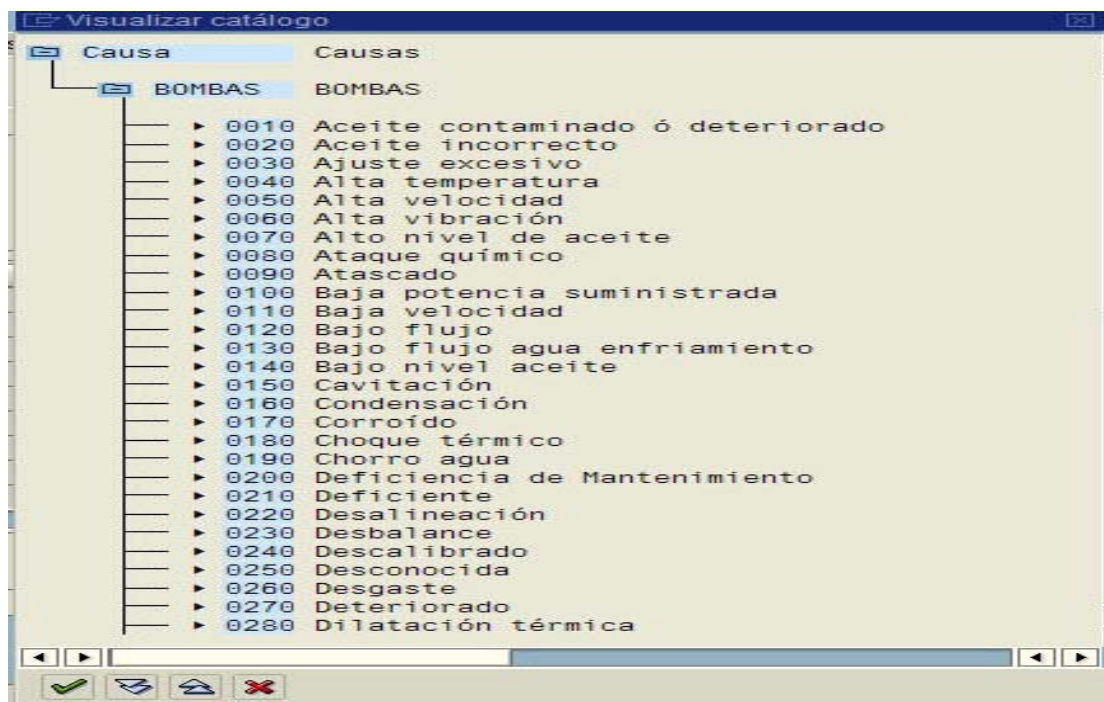 Visualizar catálogo
Causa Causas
BOMBAS BOMBAS
0010 Aceite contaminado ó deteriorado
0020 Aceite incorrecto
0030 Ajuste excesivo
0040 Alta temperatura
0050 Alta velocidad
0060 Alta vibración
0070 Alto nivel de aceite
0080 Ataque químico
0090 Atascado
0100 Baja potencia suministrada
0110 Baja velocidad
0120 Bajo flujo
0130 Bajo flujo agua enfriamiento
0140 Bajo nivel aceite
0150 Cavitación
0160 Condensación
0170 Corroído
0180 Choque térmico
0190 Chorro agua
0200 Deficiencia de Mantenimiento
0210 Deficiente
0220 Desalineación
0230 Desbalance
0240 Descalibrado
0250 Desconocida
0260 Desgaste
0270 Deteriorado
0280 Dilatación térmica